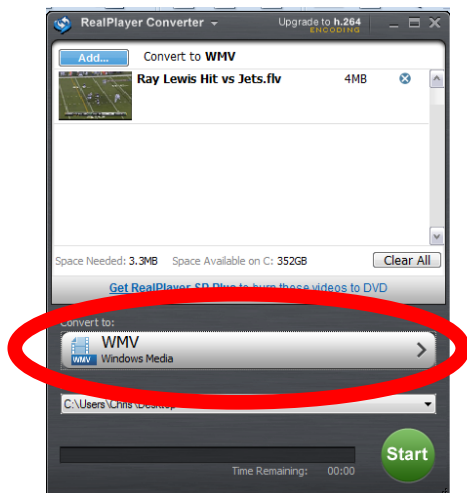 RealPlayer Converter
Upgrade to h.264
ENCODING
Add...
Convert to WMV
Ray Lewis Hit vs Jets.flv 4MB
Space Needed: 3.3MB Space Available on C: 352GB
Clear All
Get RealPlayer SP Plus to burn these videos to DVD
Convert to:
WMV
WMV
Windows Media
C:\Users\Chris\Desktop
Start
Time Remaining: 00:00